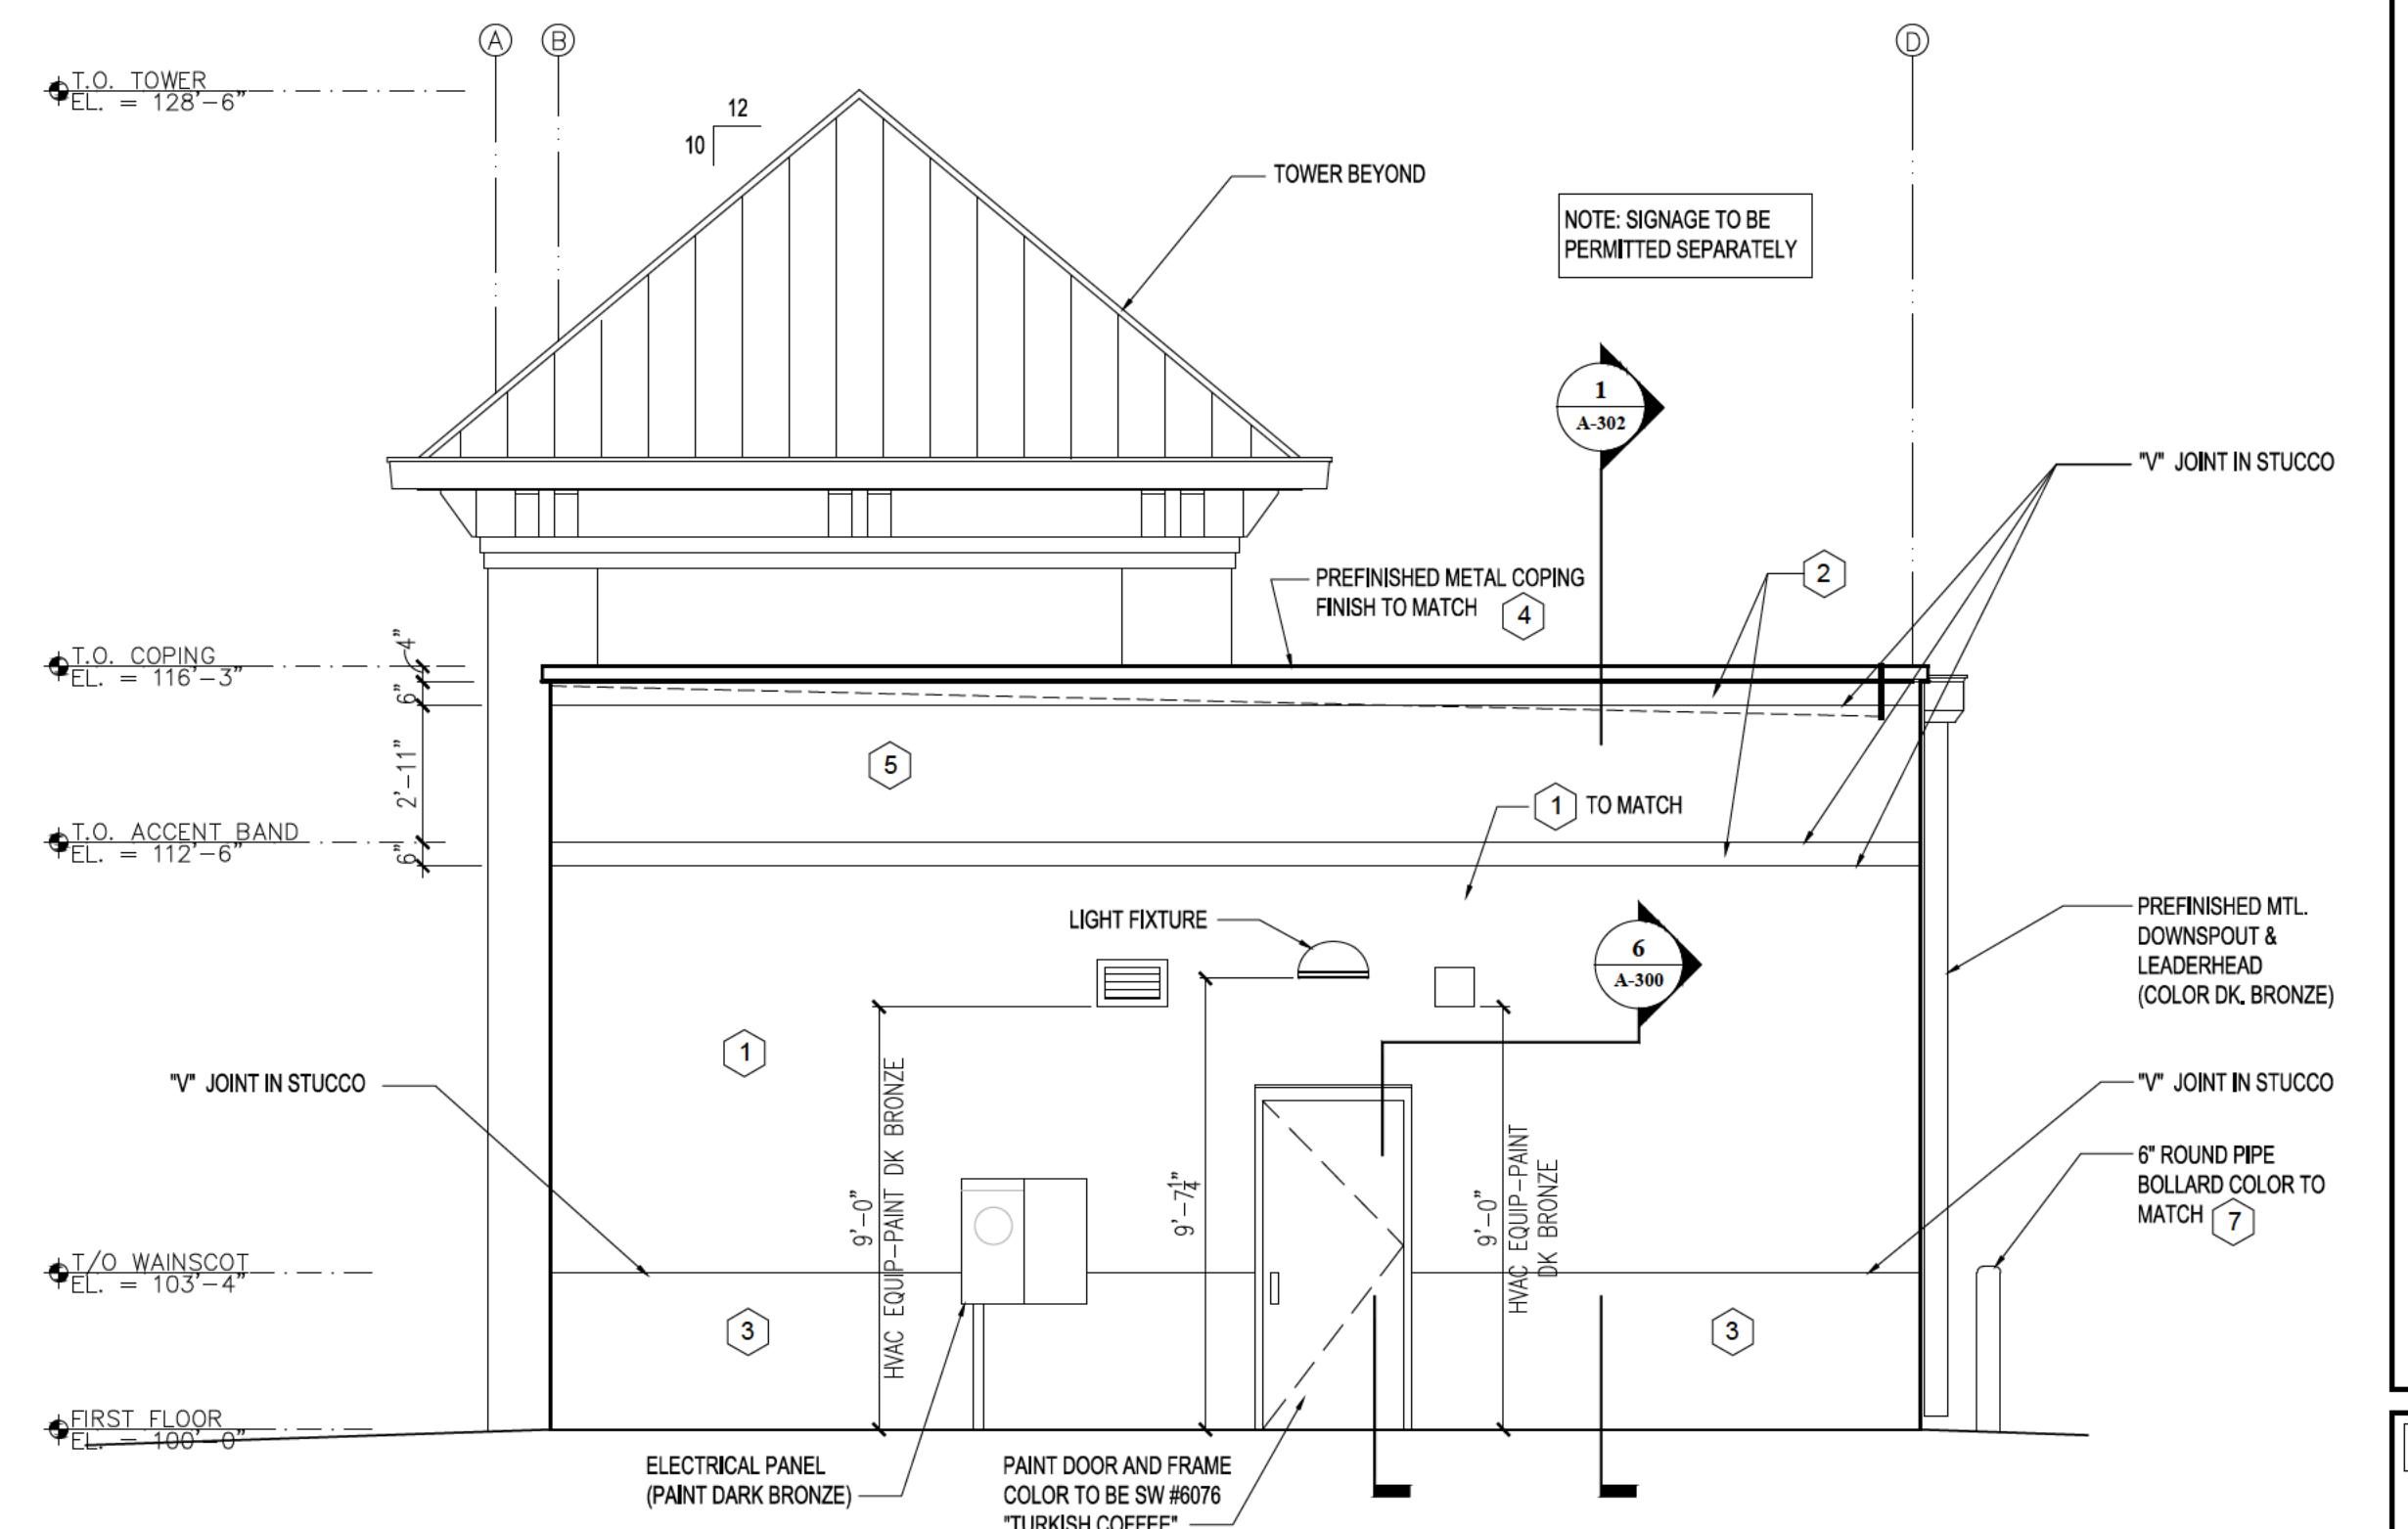 A
B
D
T.O. TOWER
EL. = 128'-6"
12
10
TOWER BEYOND
NOTE: SIGNAGE TO BE
PERMITTED SEPARATELY
1
A-302
"V" JOINT IN STUCCO
2
PREFINISHED METAL COPING
FINISH TO MATCH 4
T.O. COPING
EL. = 116'-3"
4"
6"
2'-11"
5
1 TO MATCH
T.O. ACCENT BAND
EL. = 112'-6"
6"
LIGHT FIXTURE
6
A-300
PREFINISHED MTL.
DOWNSPOUT &
LEADERHEAD
(COLOR DK. BRONZE)
1
"V" JOINT IN STUCCO
"V" JOINT IN STUCCO
9'-0"
HVAC EQUIP-PAINT DK BRONZE
9'-7 1/4"
9'-0"
HVAC EQUIP-PAINT
DK BRONZE
6" ROUND PIPE
BOLLARD COLOR TO
MATCH 7
T/O WAINSCOT
EL. = 103'-4"
3
3
FIRST FLOOR
EL. = 100'-0"
ELECTRICAL PANEL
(PAINT DARK BRONZE)
PAINT DOOR AND FRAME
COLOR TO BE SW #6076
"TURKISH COFFEE"